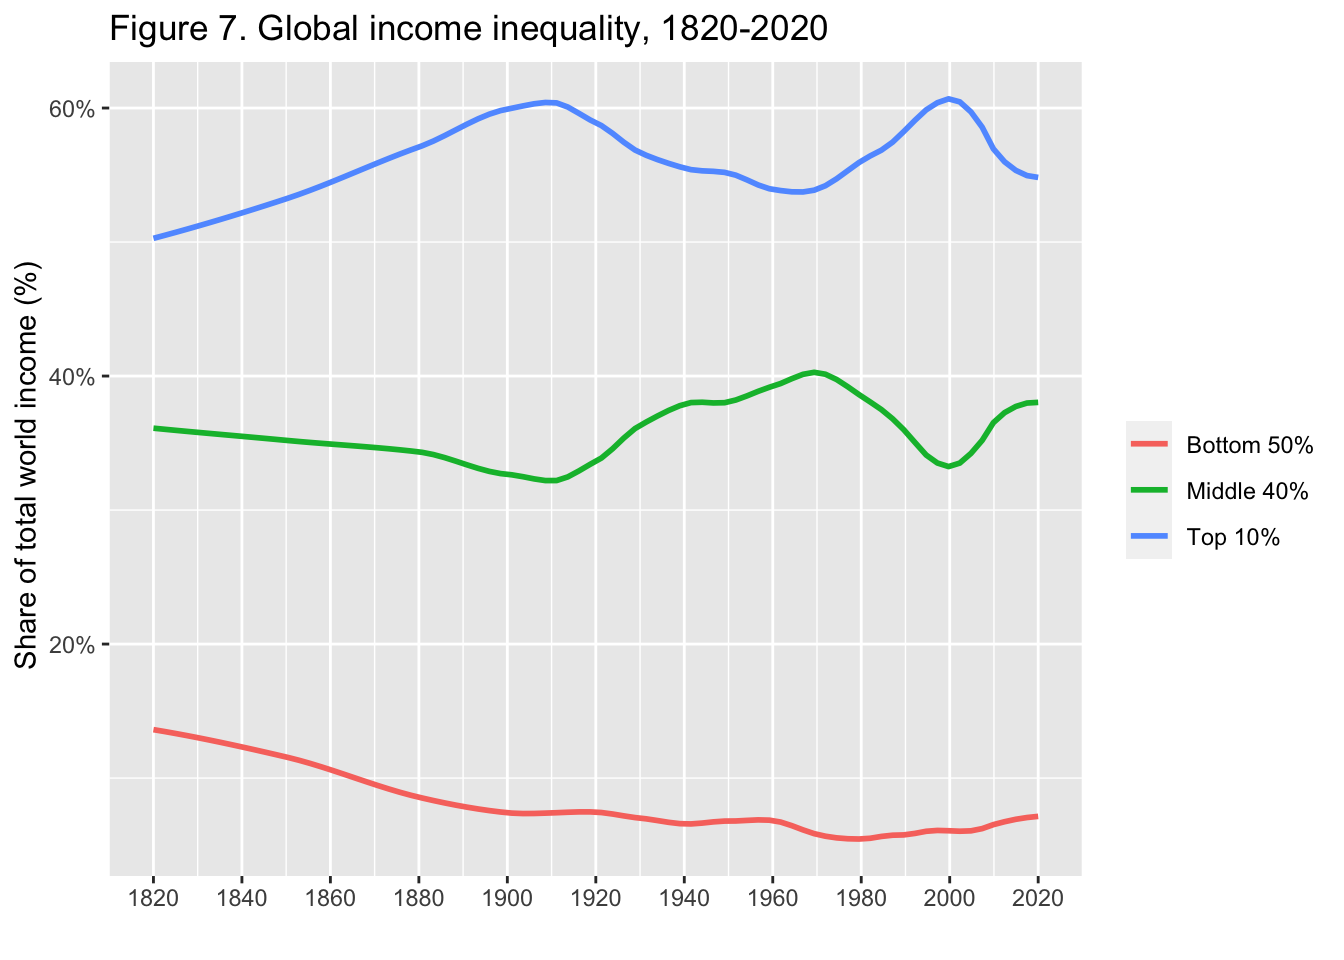 Figure 7. Global income inequality, 1820-2020
Share of total world income (%)
60%
40%
20%
1820 1840 1860 1880 1900 1920 1940 1960 1980 2000 2020
Bottom 50%
Middle 40%
Top 10%